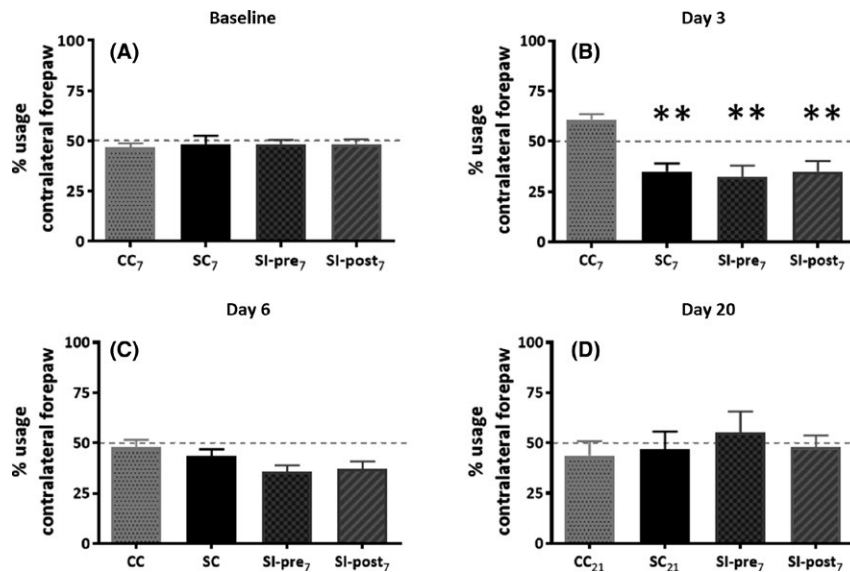 Baseline
(A)
% usage
contralateral forepaw
100
75
50
25
0
CC₇ SC₇ SI-pre₇ SI-post₇
Day 3
(B)
% usage
contralateral forepaw
100
75
50
25
0
** ** **
CC₇ SC₇ SI-pre₇ SI-post₇
Day 6
(C)
% usage
contralateral forepaw
100
75
50
25
0
CC SC SI-pre₇ SI-post₇
Day 20
(D)
% usage
contralateral forepaw
100
75
50
25
0
CC₂₁ SC₂₁ SI-pre₇ SI-post₇